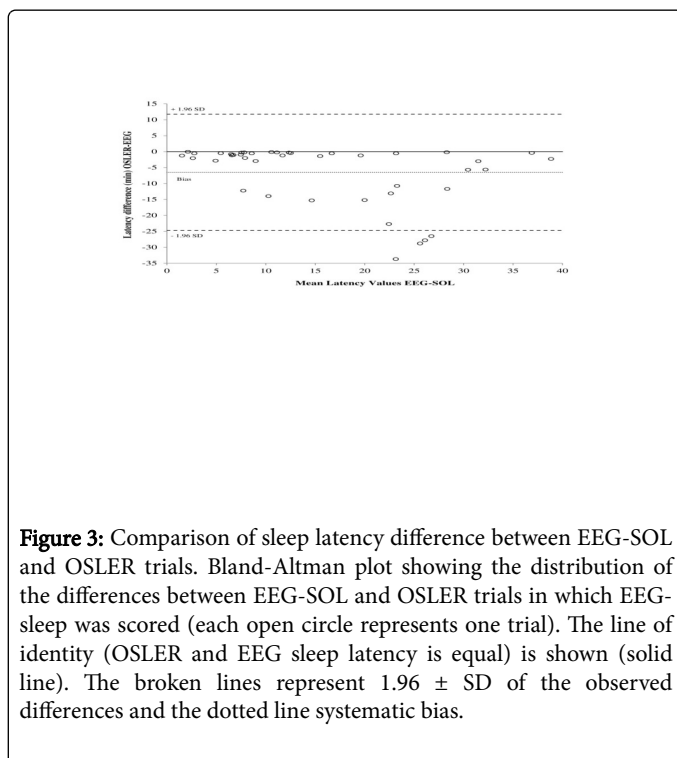 15
10
5
0
-5
-10
-15
-20
-25
-30
-35
+ 1.96 SD
Bias
- 1.96 SD
Latency difference (min) OSLER-EEG
0 5 10 15 20 25 30 35 40
Mean Latency Values EEG-SOL
Figure 3: Comparison of sleep latency difference between EEG-SOL
and OSLER trials. Bland-Altman plot showing the distribution of
the differences between EEG-SOL and OSLER trials in which EEG-
sleep was scored (each open circle represents one trial). The line of
identity (OSLER and EEG sleep latency is equal) is shown (solid
line). The broken lines represent 1.96 ± SD of the observed
differences and the dotted line systematic bias.